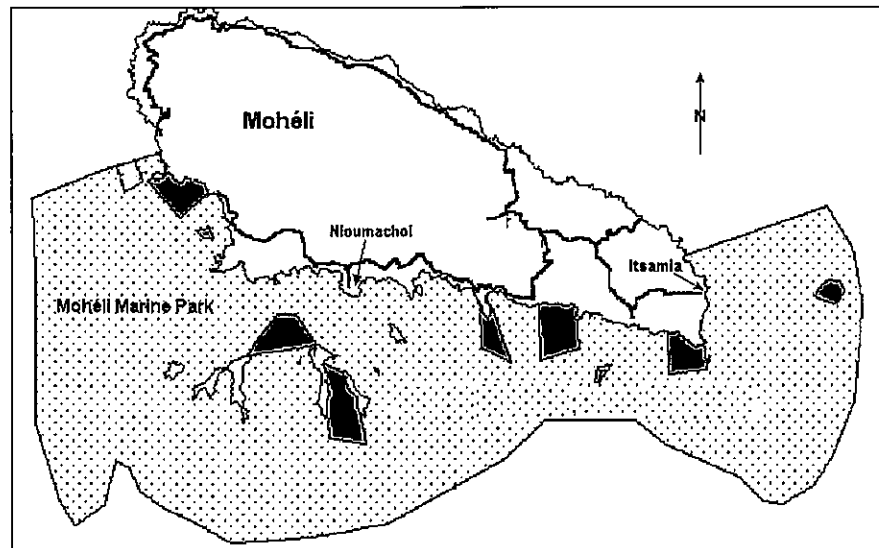 Mohéli
N
Nioumachoi
Itsamia
Mohéli Marine Park